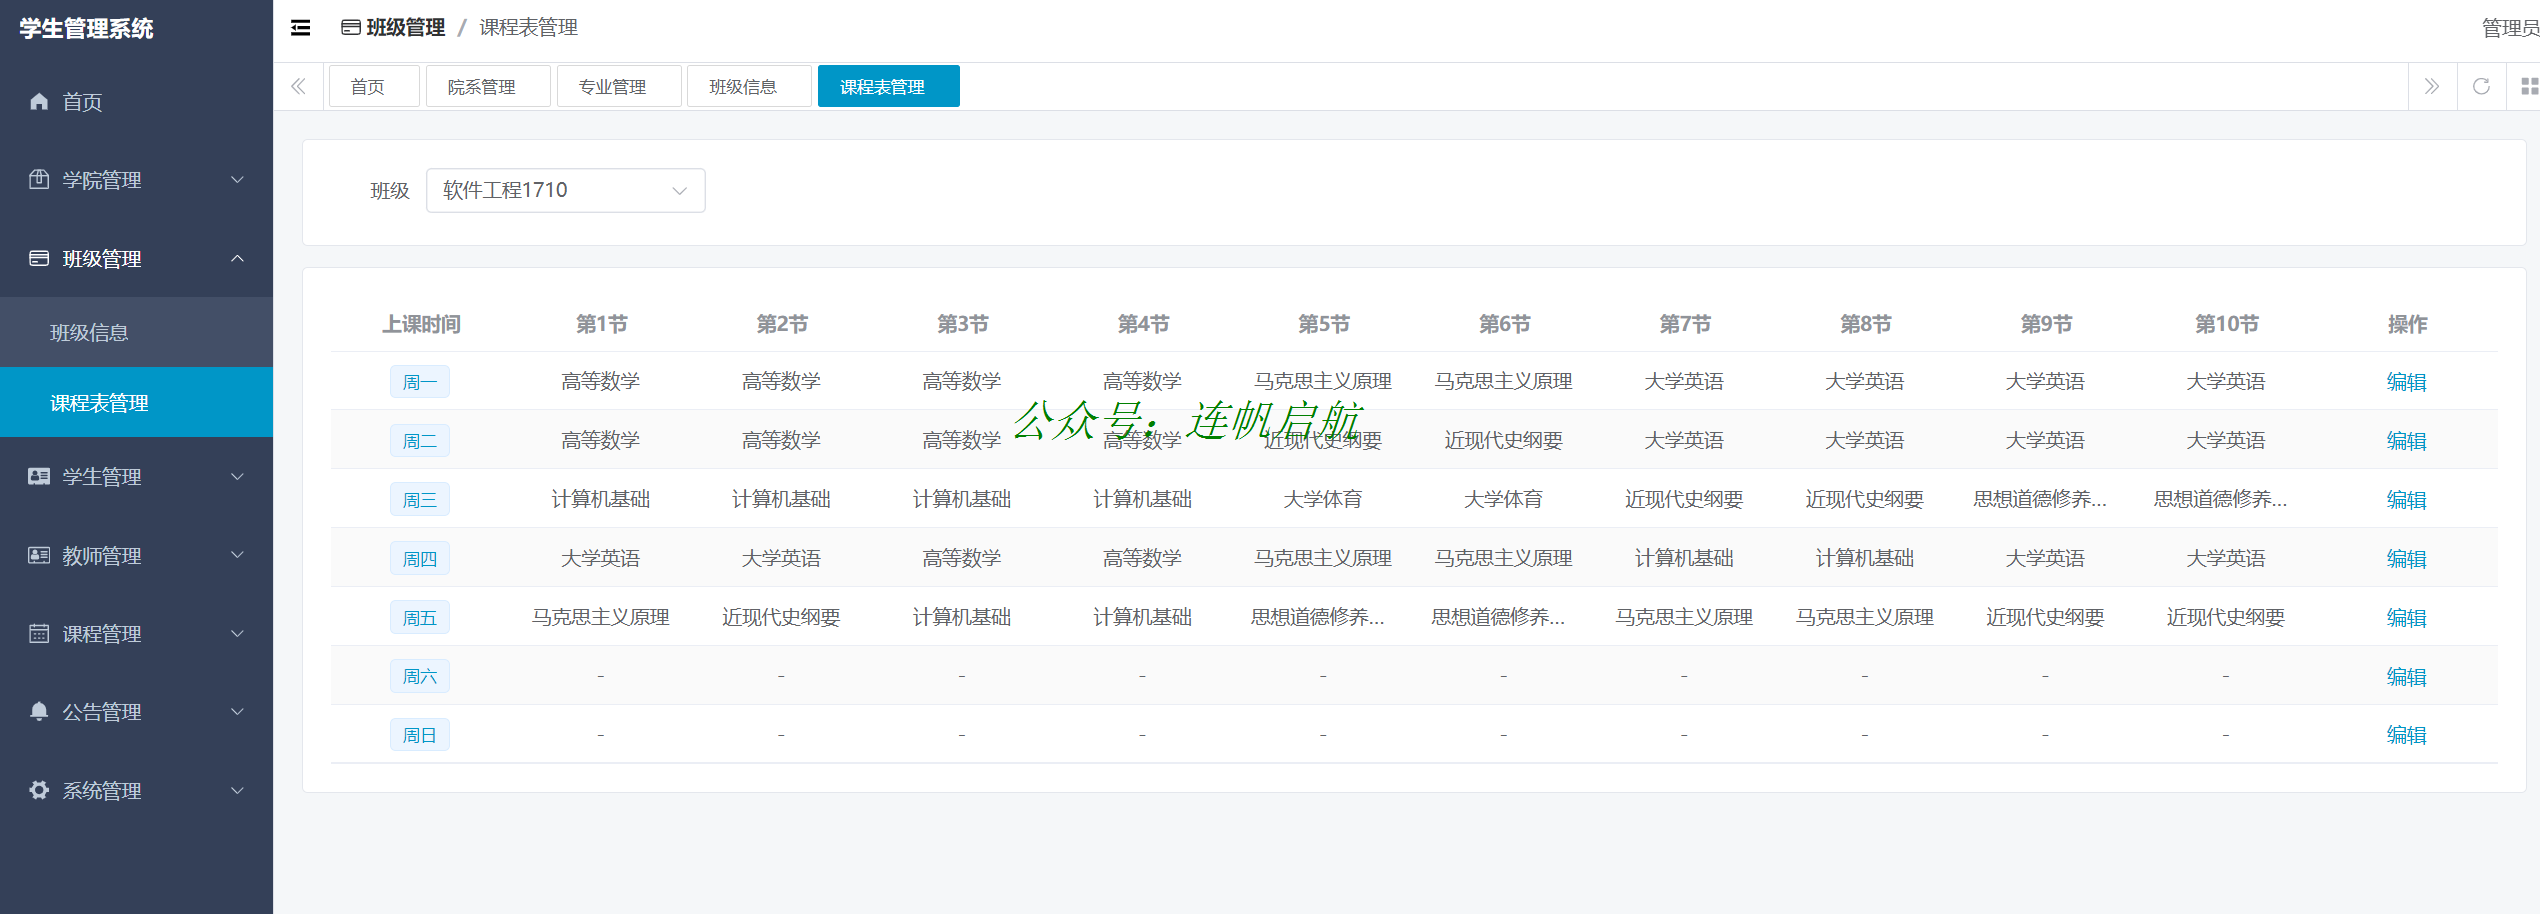 学生管理系统
首页
学院管理
班级管理
班级信息
课程表管理
学生管理
教师管理
课程管理
公告管理
系统管理
班级管理 / 课程表管理
管理员
首页 院系管理 专业管理 班级信息 课程表管理
班级 软件工程1710
上课时间 第1节 第2节 第3节 第4节 第5节 第6节 第7节 第8节 第9节 第10节 操作
周一 高等数学 高等数学 高等数学 高等数学 马克思主义原理 马克思主义原理 大学英语 大学英语 大学英语 大学英语 编辑
公众号：连帆启航
周二 高等数学 高等数学 高等数学 高等数学 近现代史纲要 近现代史纲要 大学英语 大学英语 大学英语 大学英语 编辑
周三 计算机基础 计算机基础 计算机基础 计算机基础 大学体育 大学体育 近现代史纲要 近现代史纲要 思想道德修养... 思想道德修养... 编辑
周四 大学英语 大学英语 高等数学 高等数学 马克思主义原理 马克思主义原理 计算机基础 计算机基础 大学英语 大学英语 编辑
周五 马克思主义原理 近现代史纲要 计算机基础 计算机基础 思想道德修养... 思想道德修养... 马克思主义原理 马克思主义原理 近现代史纲要 近现代史纲要 编辑
周六 - - - - - - - - - - 编辑
周日 - - - - - - - - - - 编辑